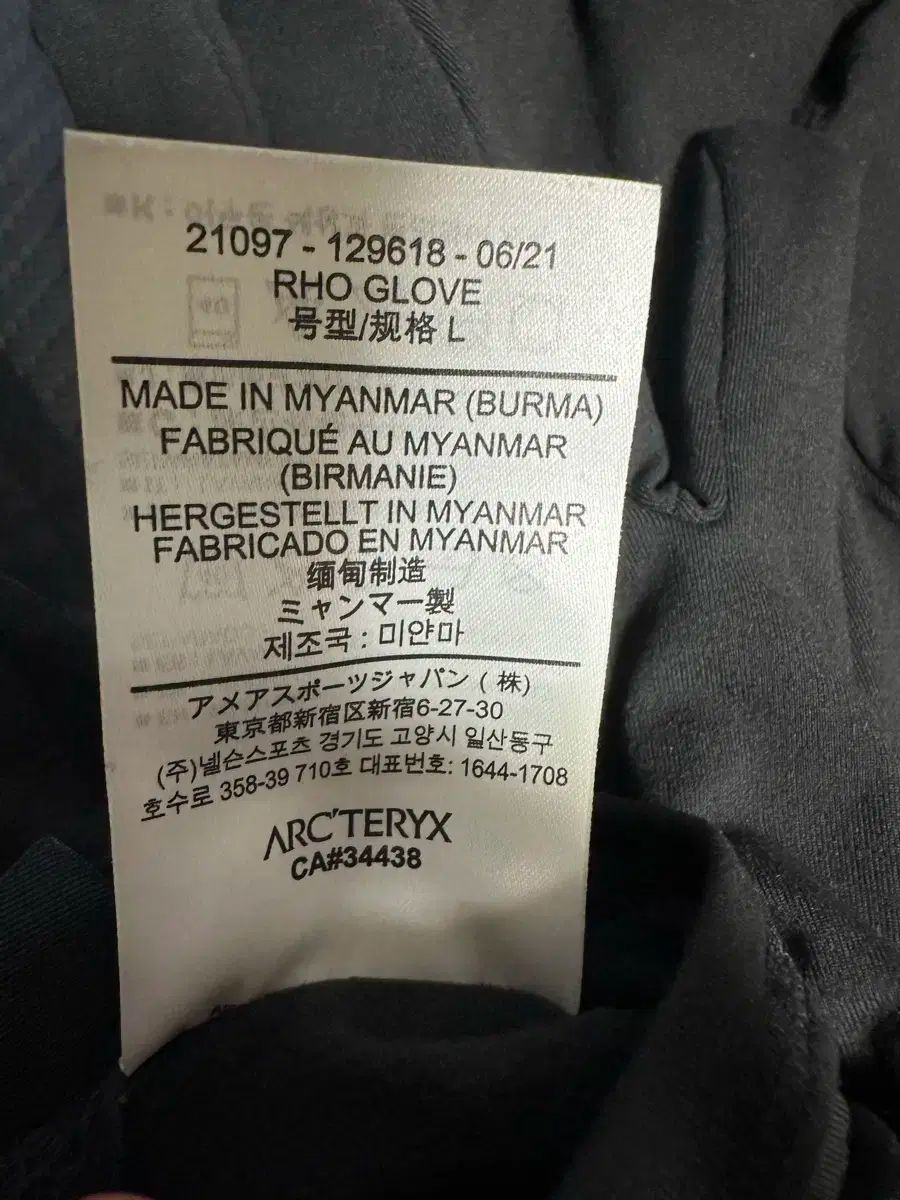 21097 - 129618 - 06/21
RHO GLOVE
号型/规格 L
MADE IN MYANMAR (BURMA)
FABRIQUÉ AU MYANMAR
(BIRMANIE)
HERGESTELLT IN MYANMAR
FABRICADO EN MYANMAR
缅甸制造
ミャンマー製
제조국 : 미얀마
アメアスポーツジャパン ( 株)
東京都新宿区新宿6-27-30
(주)넬슨스포츠 경기도 고양시 일산동구
호수로 358-39 710호 대표번호: 1644-1708
ARC'TERYX
CA#34438